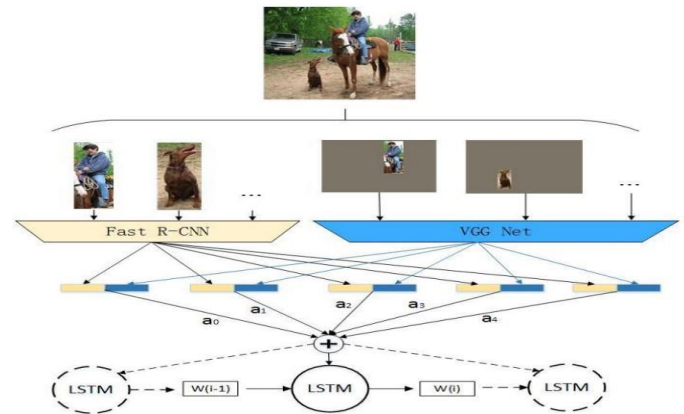 ...
...
Fast R-CNN
VGG Net
a₀
a₁
a₂
a₃
a₄
+
LSTM
W(i-1)
LSTM
W(i)
LSTM